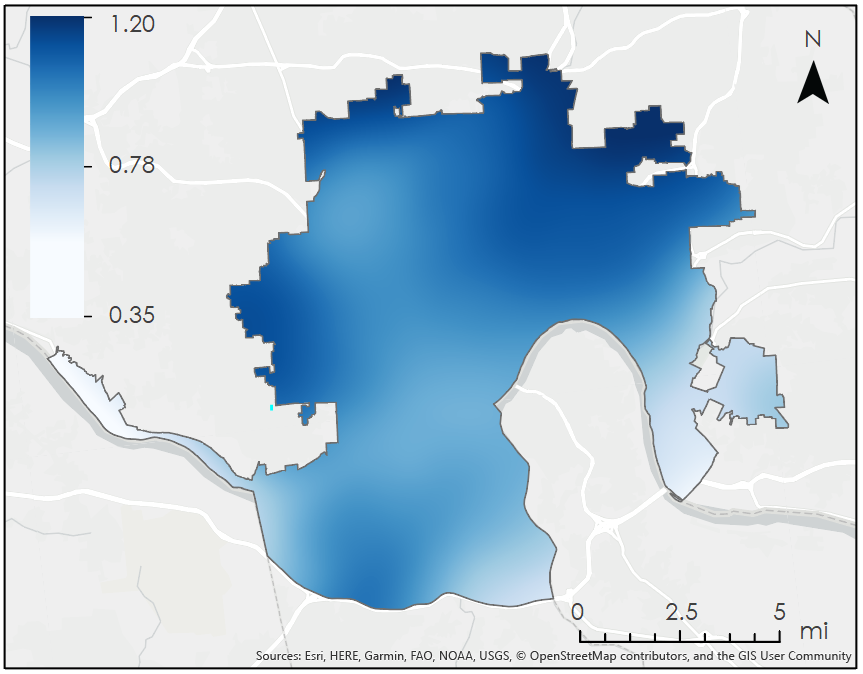 1.20
N
0.78
0.35
0 2.5 5
mi
Sources: Esri, HERE, Garmin, FAO, NOAA, USGS, © OpenStreetMap contributors, and the GIS User Community